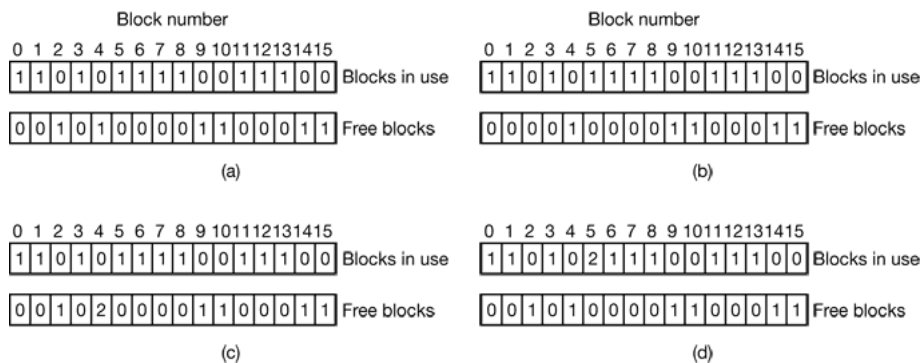 Block number
0 1 2 3 4 5 6 7 8 9 10 11 12 13 14 15
1 1 0 1 0 1 1 1 1 0 0 1 1 1 0 0 Blocks in use
0 0 1 0 1 0 0 0 0 1 1 0 0 0 1 1 Free blocks
(a)
Block number
0 1 2 3 4 5 6 7 8 9 10 11 12 13 14 15
1 1 0 1 0 1 1 1 1 0 0 1 1 1 0 0 Blocks in use
0 0 0 0 1 0 0 0 0 1 1 0 0 0 1 1 Free blocks
(b)
0 1 2 3 4 5 6 7 8 9 10 11 12 13 14 15
1 1 0 1 0 1 1 1 1 0 0 1 1 1 0 0 Blocks in use
0 0 1 0 2 0 0 0 0 1 1 0 0 0 1 1 Free blocks
(c)
0 1 2 3 4 5 6 7 8 9 10 11 12 13 14 15
1 1 0 1 0 2 1 1 1 0 0 1 1 1 0 0 Blocks in use
0 0 1 0 1 0 0 0 0 1 1 0 0 0 1 1 Free blocks
(d)